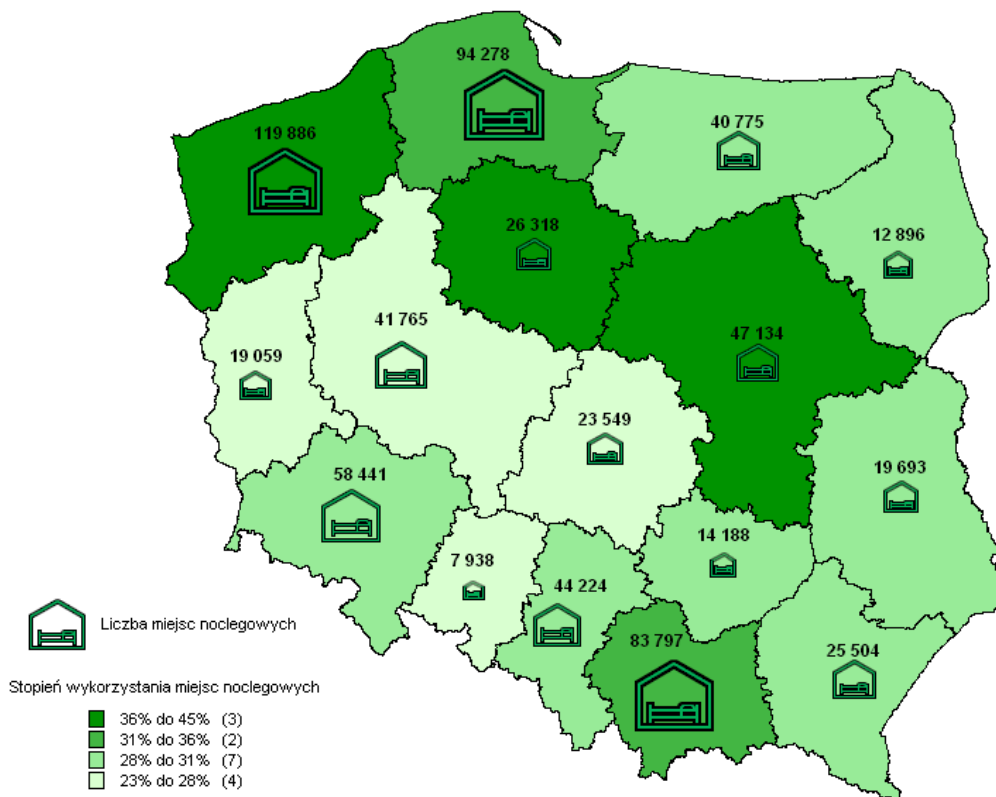 94 278
119 886
40 775
26 318
12 896
41 765
47 134
19 059
23 549
58 441
19 693
14 188
7 938
44 224
83 797
25 504
Liczba miejsc noclegowych
Stopień wykorzystania miejsc noclegowych
36% do 45% (3)
31% do 36% (2)
28% do 31% (7)
23% do 28% (4)